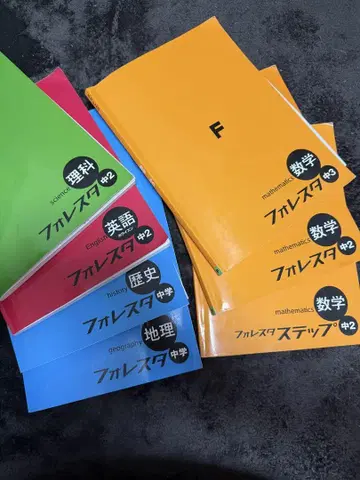 science
理科
フォレスタ 中2
English
英語
フォレスタ 中2
history
歴史
フォレスタ 中学
geography
地理
フォレスタ 中学
F
mathematics
数学
フォレスタ 中3
mathematics
数学
フォレスタ 中2
mathematics
数学
フォレスタ ステップ 中2